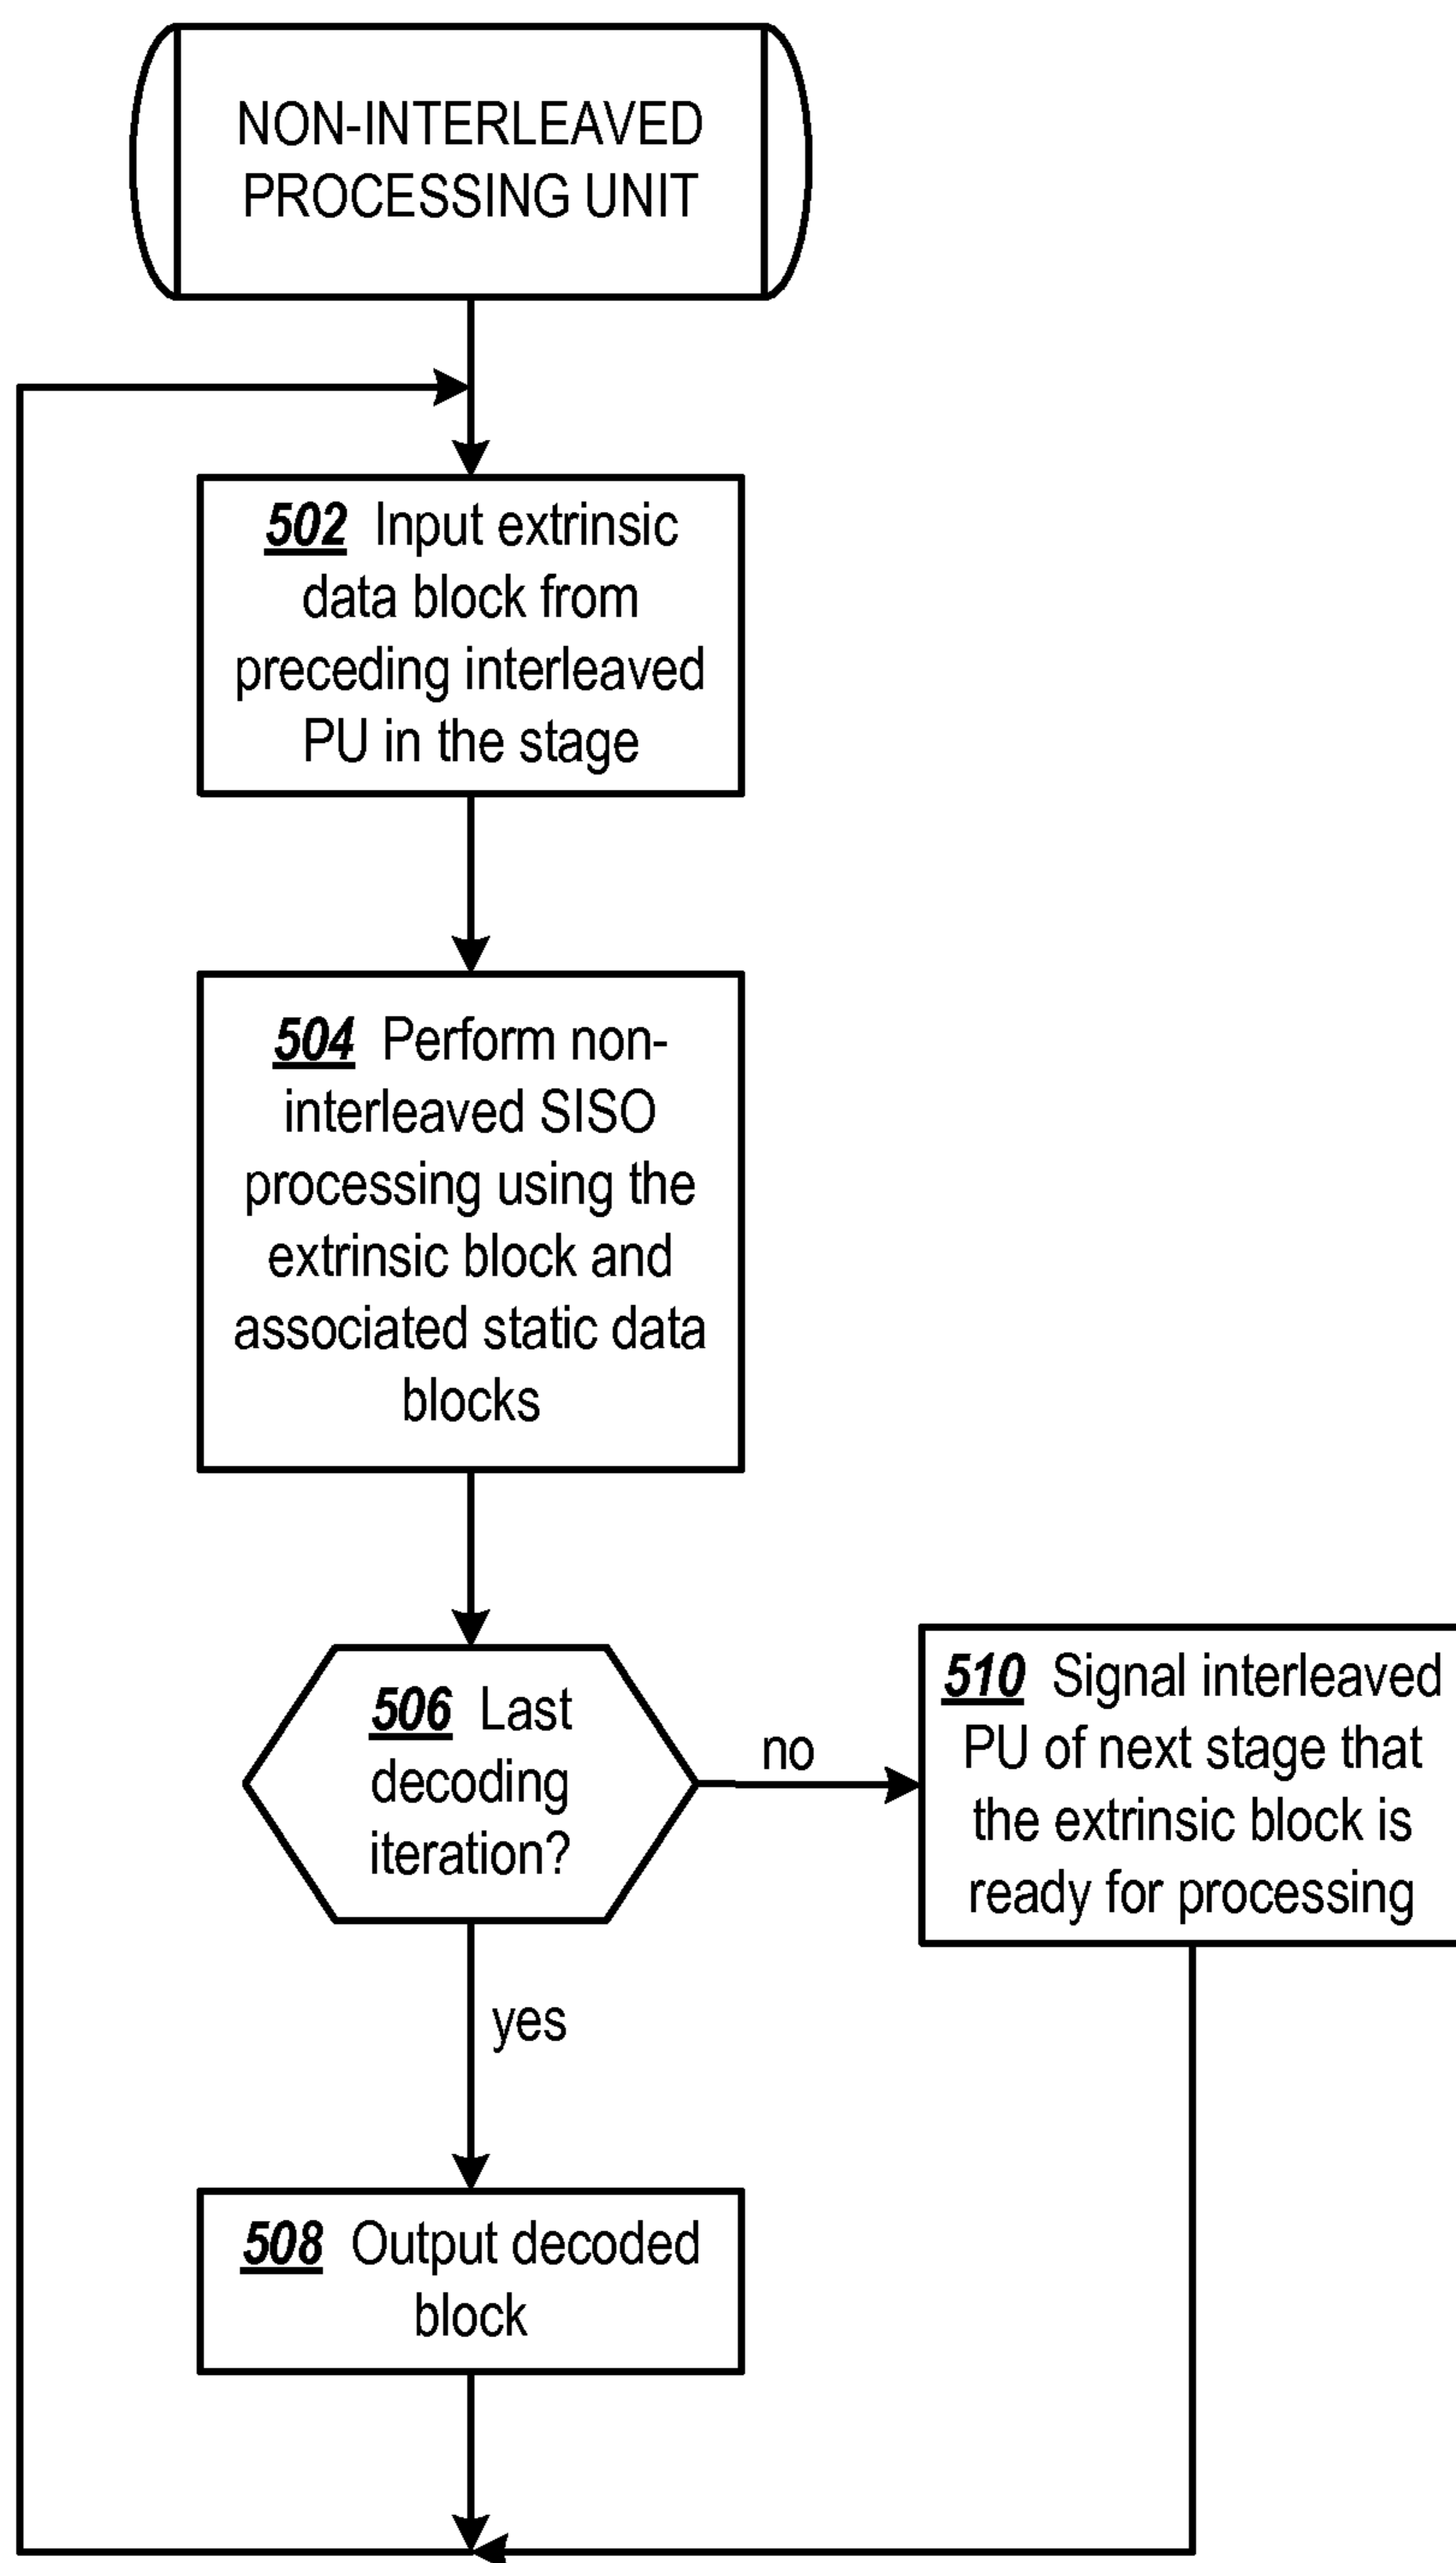 NON-INTERLEAVED
PROCESSING UNIT
502 Input extrinsic
data block from
preceding interleaved
PU in the stage
504 Perform non-
interleaved SISO
processing using the
extrinsic block and
associated static data
blocks
506 Last
decoding
iteration?
no
510 Signal interleaved
PU of next stage that
the extrinsic block is
ready for processing
yes
508 Output decoded
block